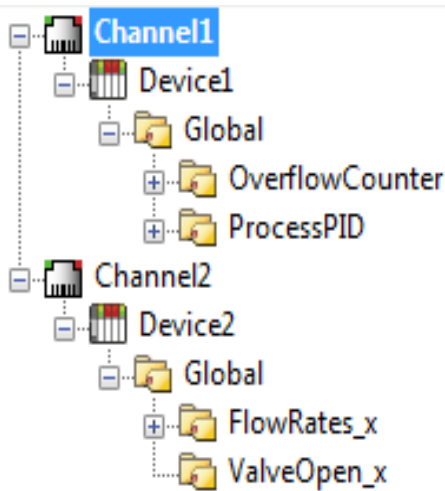 Channel1
Device1
Global
OverflowCounter
ProcessPID
Channel2
Device2
Global
FlowRates_x
ValveOpen_x